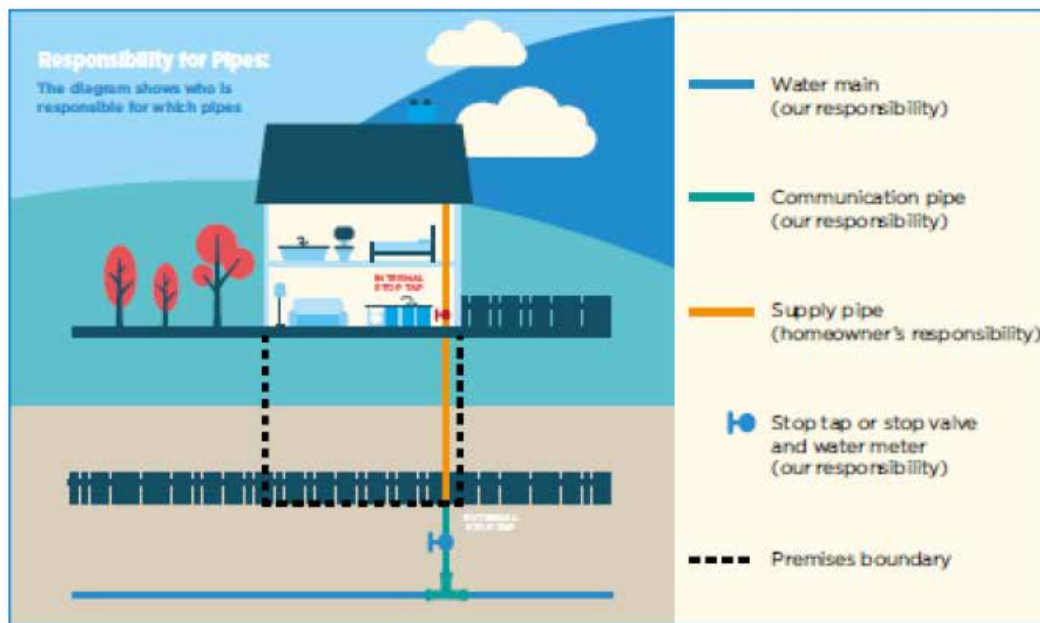 Responsibility for Pipes:
The diagram shows who is
responsible for which pipes
INTERNAL
STOP TAP
EXTERNAL
STOP TAP
Water main
(our responsibility)
Communication pipe
(our responsibility)
Supply pipe
(homeowner's responsibility)
Stop tap or stop valve
and water meter
(our responsibility)
Premises boundary